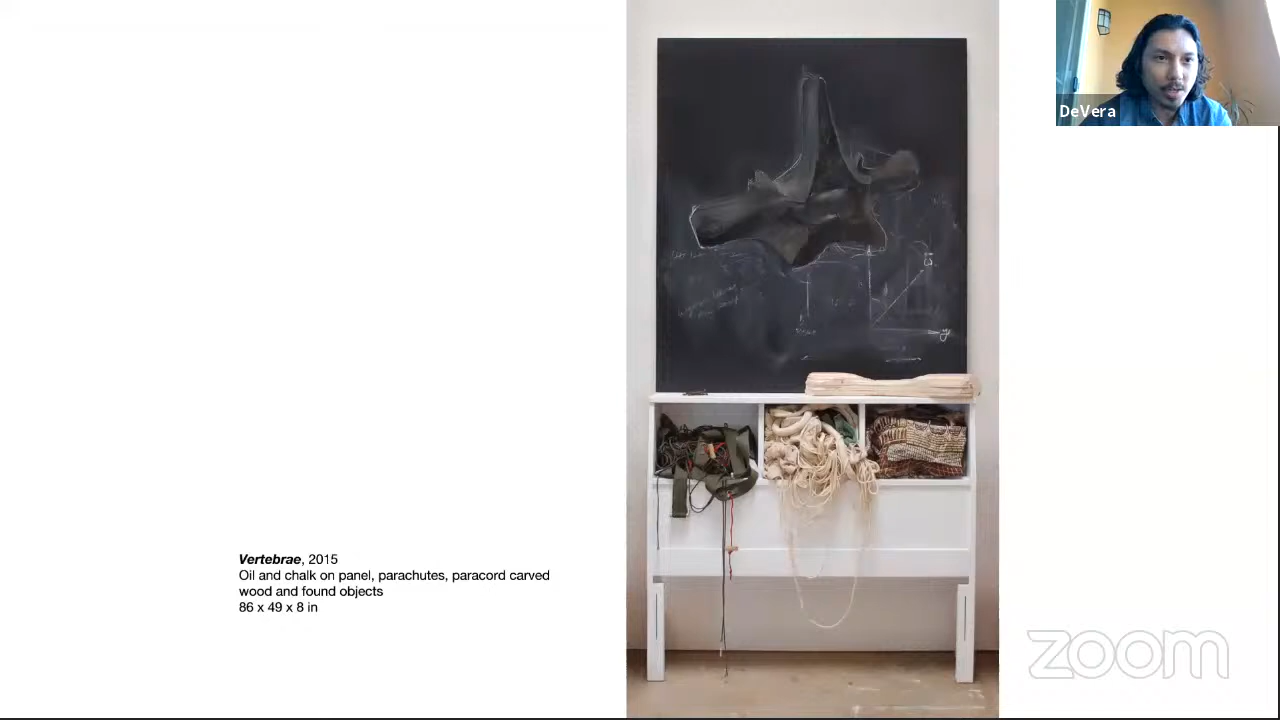 DeVera
Vertebrae, 2015
Oil and chalk on panel, parachutes, paracord carved
wood and found objects
86 x 49 x 8 in
zoom